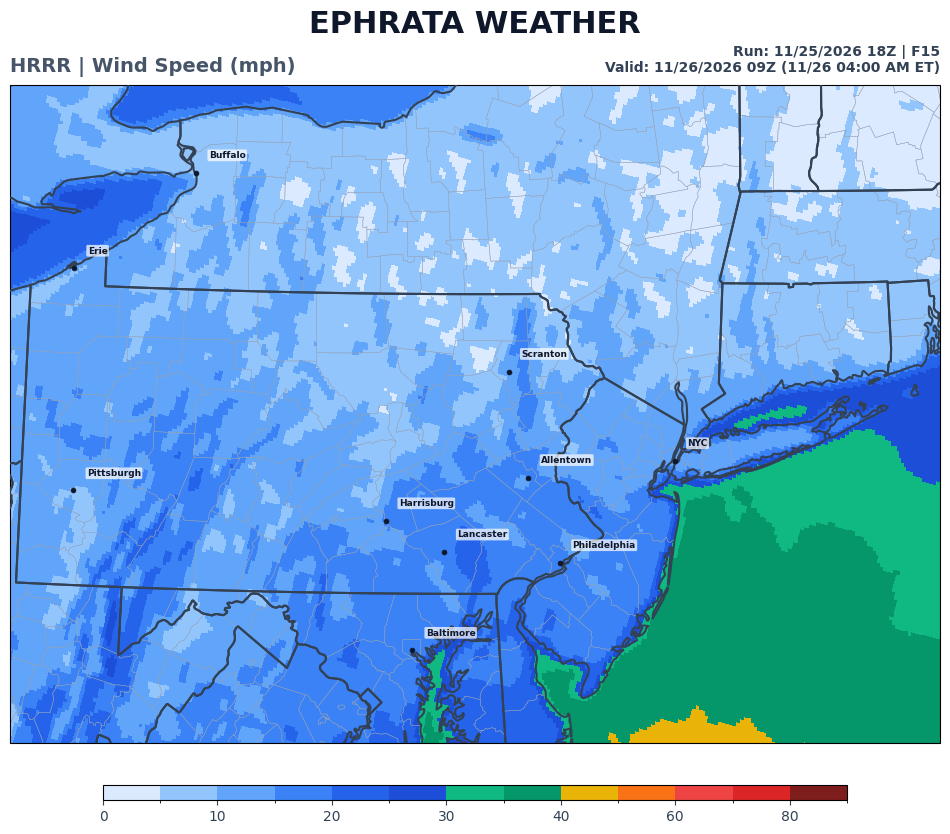 EPHRATA WEATHER
HRRR | Wind Speed (mph)
Run: 11/25/2026 18Z | F15
Valid: 11/26/2026 09Z (11/26 04:00 AM ET)
Buffalo
Erie
Scranton
NYC
Allentown
Pittsburgh
Harrisburg
Lancaster
Philadelphia
Baltimore
0 10 20 30 40 50 60 70 80